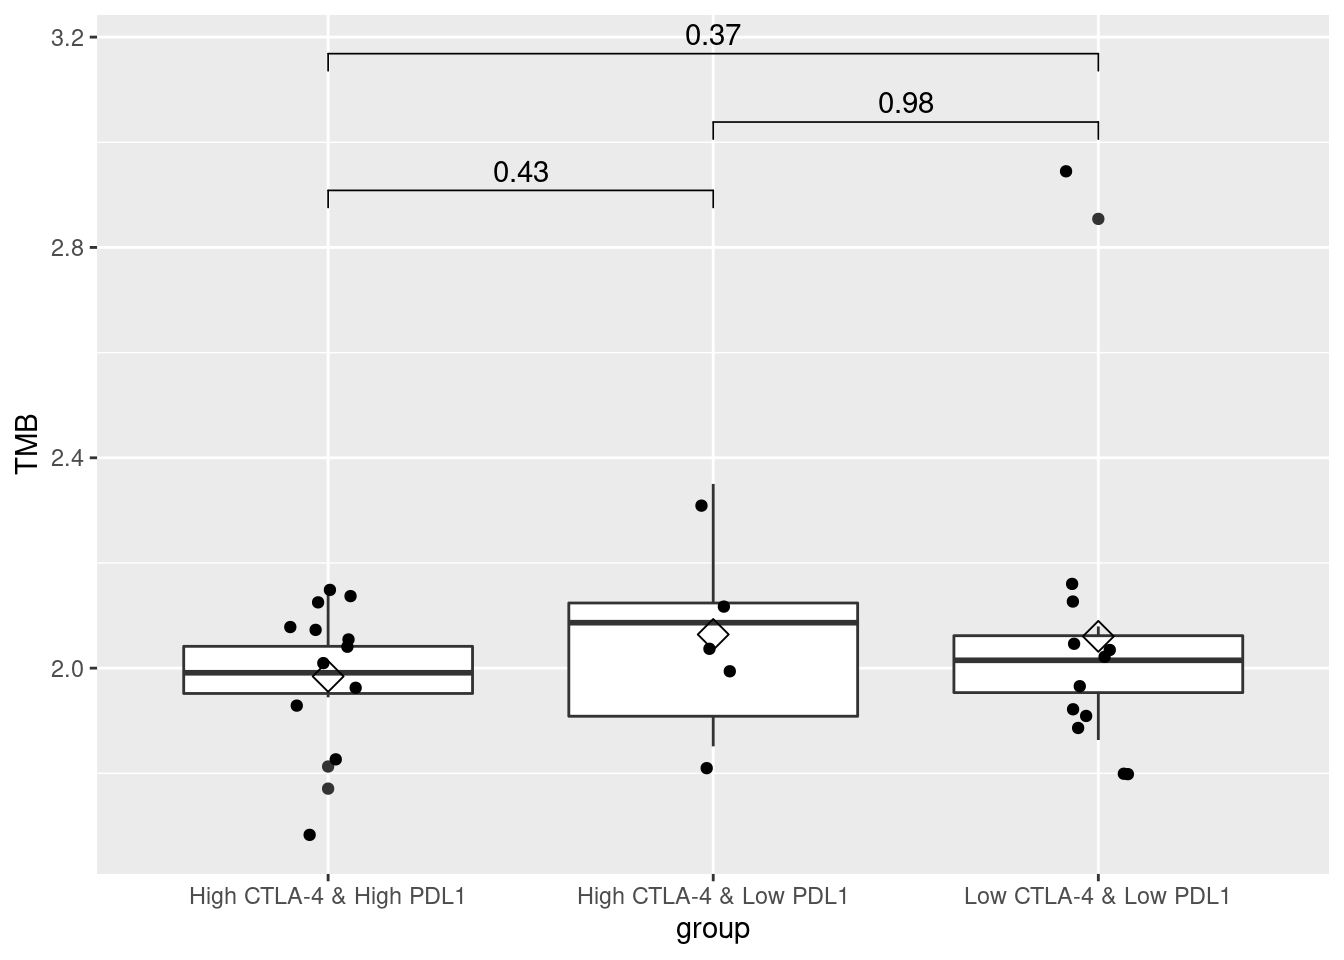 0.37
0.98
0.43
3.2
2.8
2.4
2.0
TMB
High CTLA-4 & High PDL1
High CTLA-4 & Low PDL1
Low CTLA-4 & Low PDL1
group